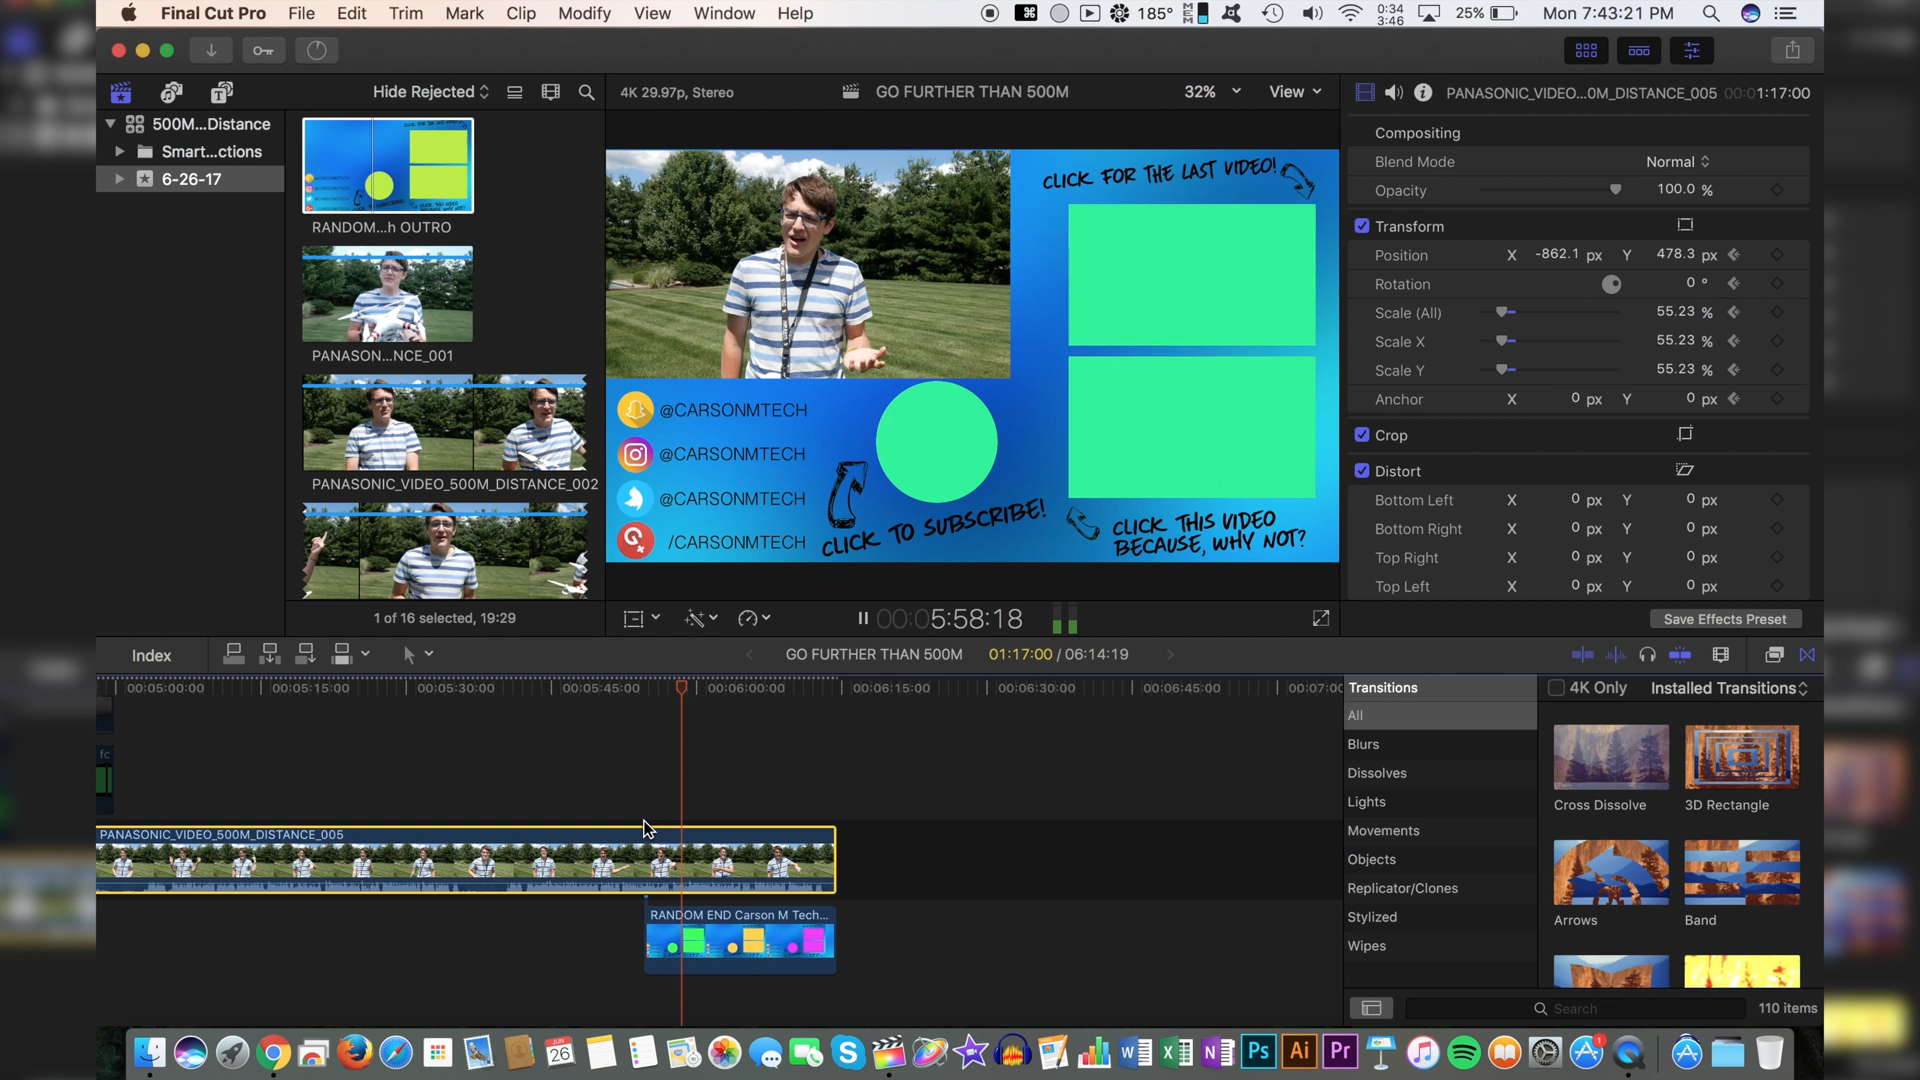 Final Cut Pro File Edit Trim Mark Clip Modify View Window Help
185° MEM 0:34 3:46 25% Mon 7:43:21 PM
Hide Rejected
4K 29.97p, Stereo GO FURTHER THAN 500M 32% View
PANASONIC_VIDEO...0M_DISTANCE_005 00:01:17:00
500M...Distance
Smart...ctions
6-26-17
RANDOM...h OUTRO
PANASON...NCE_001
PANASONIC_VIDEO_500M_DISTANCE_002
1 of 16 selected, 19:29
CLICK FOR THE LAST VIDEO!
@CARSONMTECH
@CARSONMTECH
@CARSONMTECH
/CARSONMTECH
CLICK TO SUBSCRIBE!
CLICK THIS VIDEO
BECAUSE, WHY NOT?
00:05:58:18
Compositing
Blend Mode Normal
Opacity 100.0 %
Transform
Position X -862.1 px Y 478.3 px
Rotation 0 °
Scale (All) 55.23 %
Scale X 55.23 %
Scale Y 55.23 %
Anchor X 0 px Y 0 px
Crop
Distort
Bottom Left X 0 px Y 0 px
Bottom Right X 0 px Y 0 px
Top Right X 0 px Y 0 px
Top Left X 0 px Y 0 px
Save Effects Preset
Index
GO FURTHER THAN 500M 01:17:00 / 06:14:19
00:05:00:00 00:05:15:00 00:05:30:00 00:05:45:00 00:06:00:00 00:06:15:00 00:06:30:00 00:06:45:00 00:07:00
fc
PANASONIC_VIDEO_500M_DISTANCE_005
RANDOM END Carson M Tech...
Transitions
4K Only Installed Transitions
All
Blurs
Dissolves
Lights
Movements
Objects
Replicator/Clones
Stylized
Wipes
Cross Dissolve
3D Rectangle
Arrows
Band
Search
110 items
JUN
26
W X N Ps Ai Pr
1